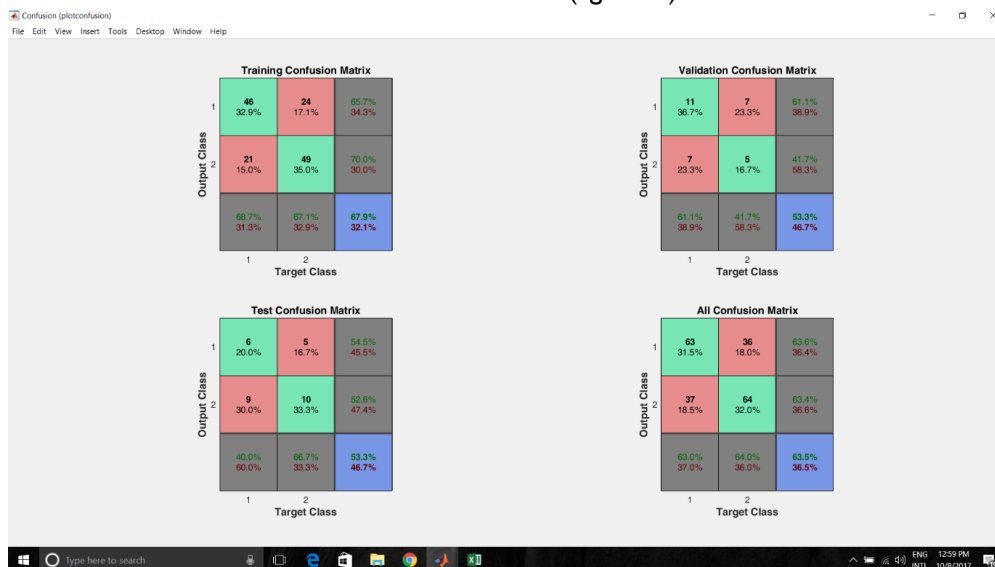 Confusion (plotconfusion)
File Edit View Insert Tools Desktop Window Help
Training Confusion Matrix
Output Class
1
46 24 65.7%
32.9% 17.1% 34.3%
2
21 49 70.0%
15.0% 35.0% 30.0%
68.7% 67.1% 67.9%
31.3% 32.9% 32.1%
1 2
Target Class
Validation Confusion Matrix
Output Class
1
11 7 61.1%
36.7% 23.3% 38.9%
2
7 5 41.7%
23.3% 16.7% 58.3%
61.1% 41.7% 53.3%
38.9% 58.3% 46.7%
1 2
Target Class
Test Confusion Matrix
Output Class
1
6 5 54.5%
20.0% 16.7% 45.5%
2
9 10 52.6%
30.0% 33.3% 47.4%
40.0% 66.7% 53.3%
60.0% 33.3% 46.7%
1 2
Target Class
All Confusion Matrix
Output Class
1
63 36 63.6%
31.5% 18.0% 36.4%
2
37 64 63.4%
18.5% 32.0% 36.6%
63.0% 64.0% 63.5%
37.0% 36.0% 36.5%
1 2
Target Class
Type here to search
ENG 12:59 PM
INTL 10/8/2017